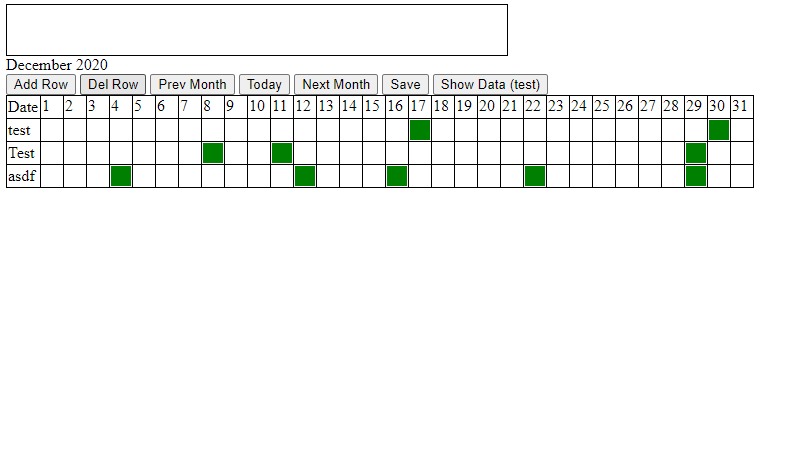 December 2020
Add Row Del Row Prev Month Today Next Month Save Show Data (test)
Date 1 2 3 4 5 6 7 8 9 10 11 12 13 14 15 16 17 18 19 20 21 22 23 24 25 26 27 28 29 30 31
test
Test
asdf